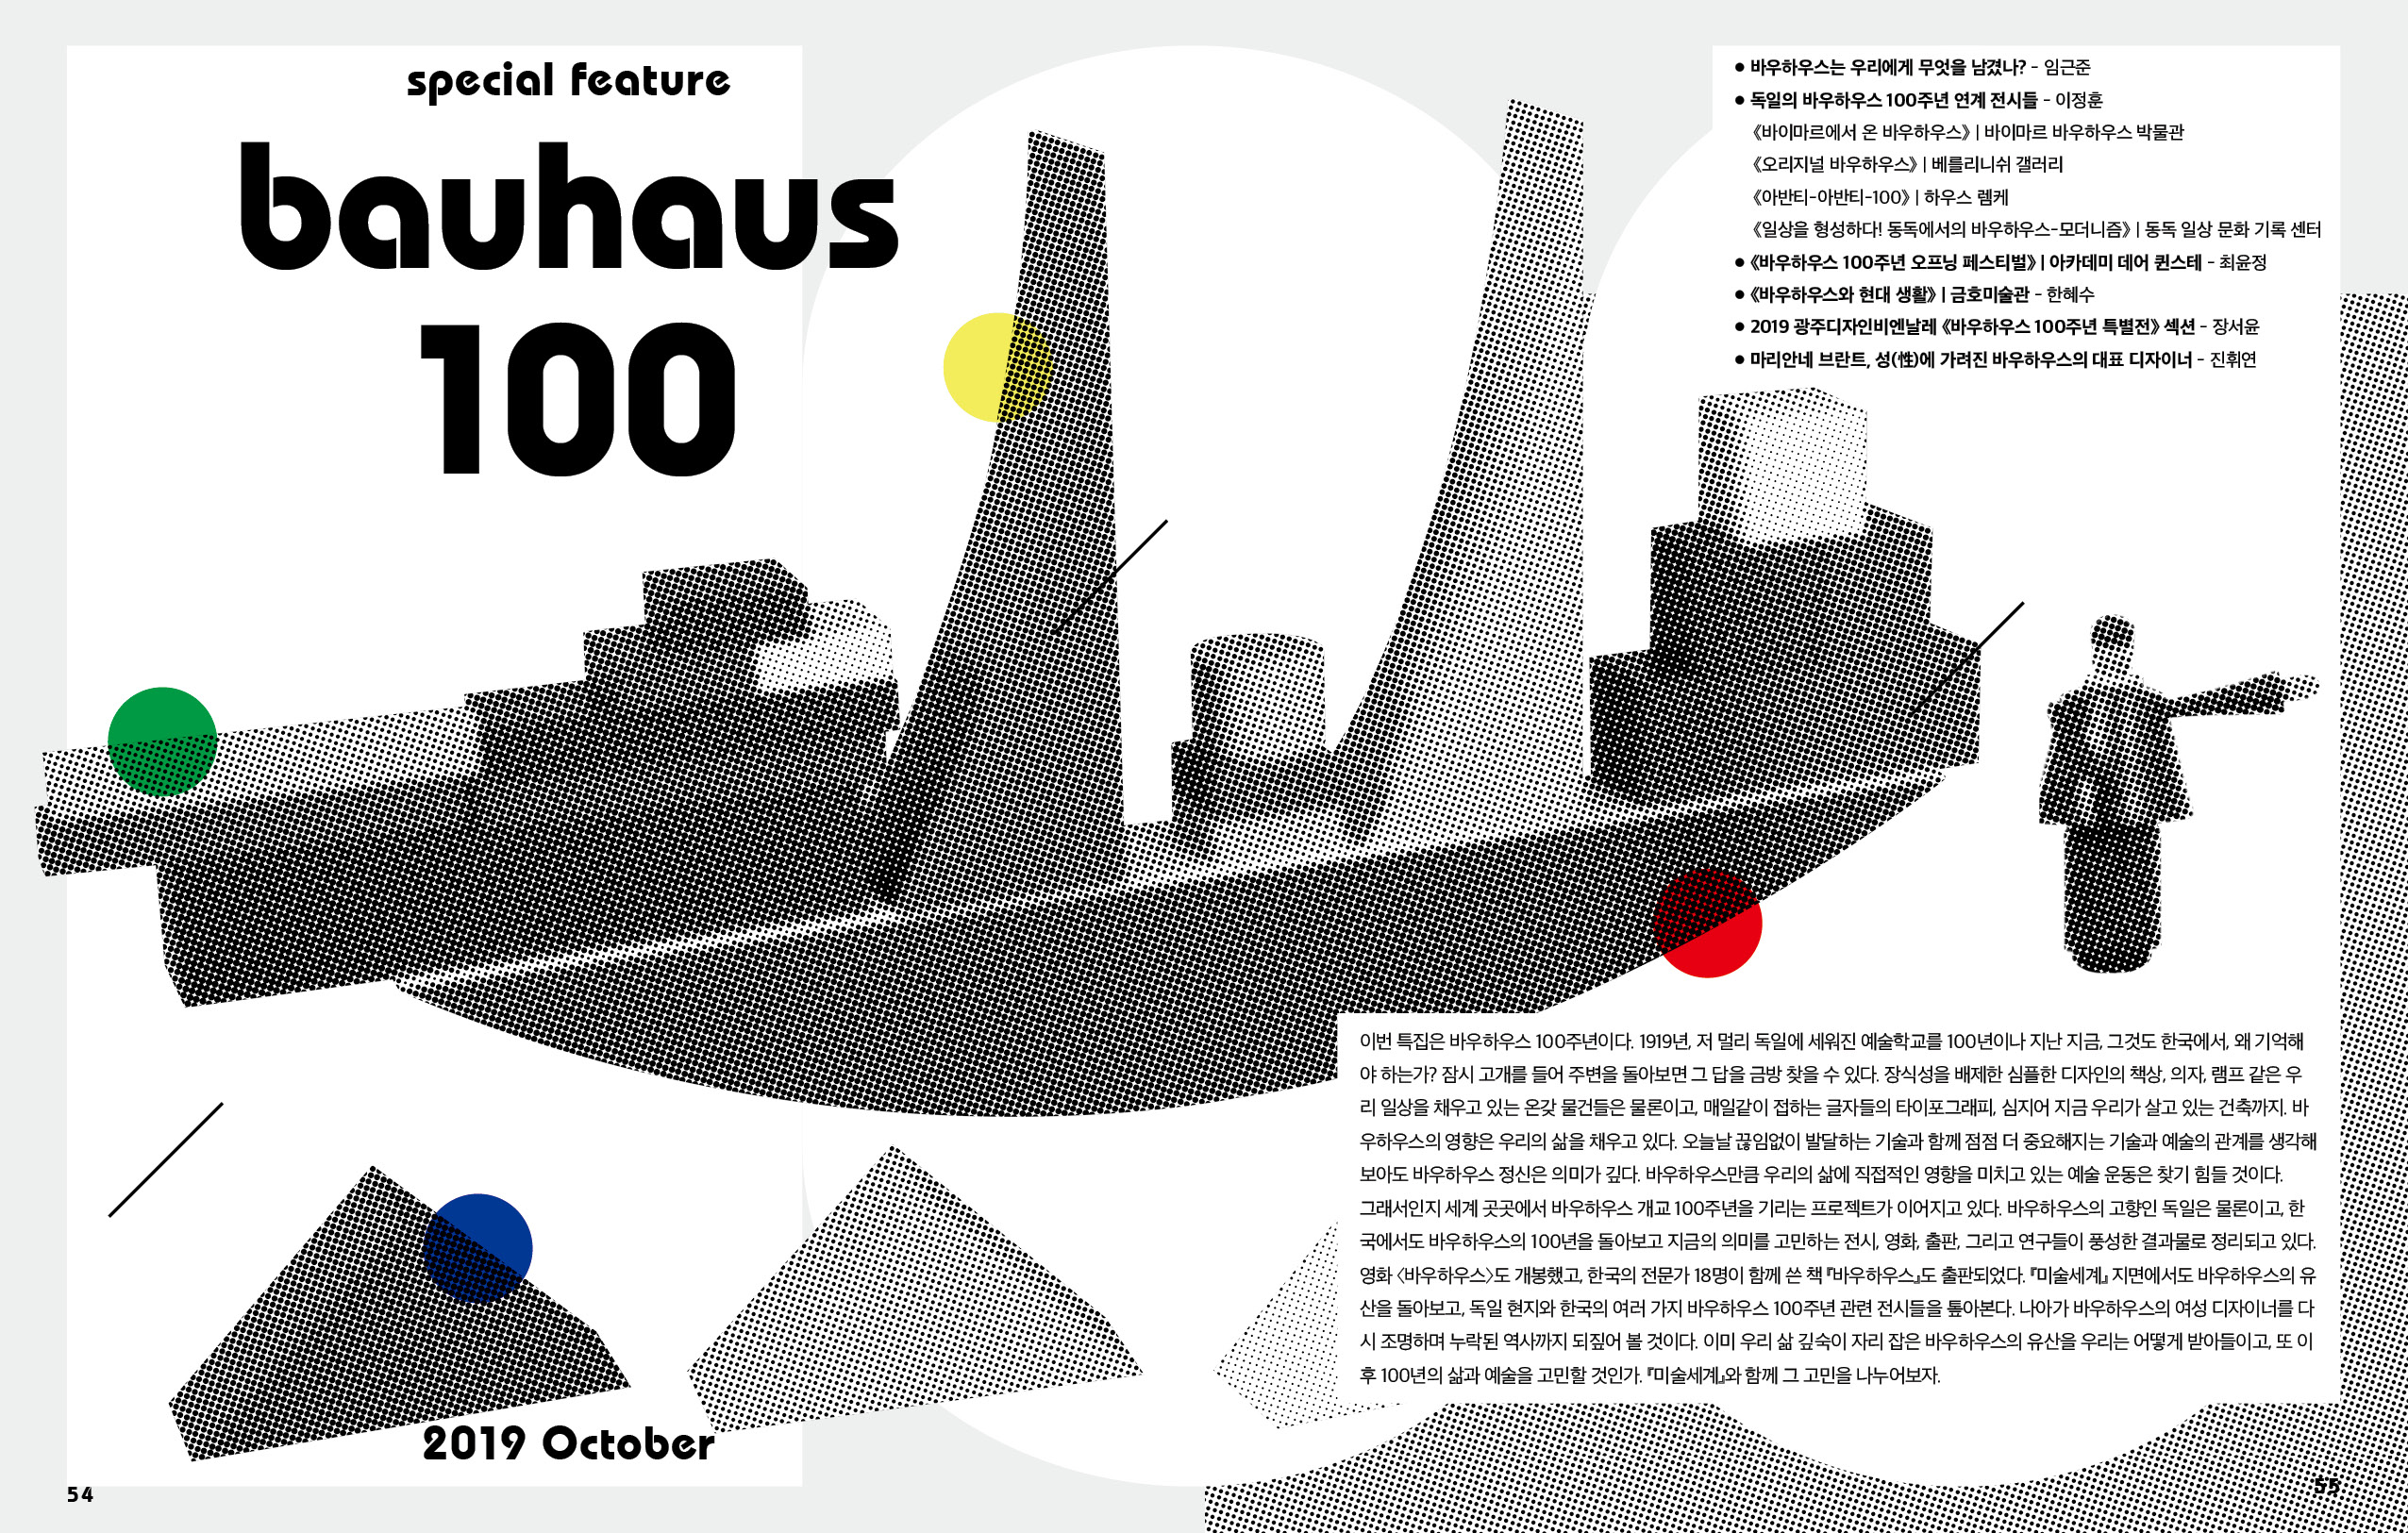 special feature
bauhaus
100
● 바우하우스는 우리에게 무엇을 남겼나? - 임근준
● 독일의 바우하우스 100주년 연계 전시들 - 이정훈
《바이마르에서 온 바우하우스》 | 바이마르 바우하우스 박물관
《오리지널 바우하우스》 | 베를리니쉬 갤러리
《아반티-아반티-100》 | 하우스 렘케
《일상을 형성하다! 동독에서의 바우하우스-모더니즘》 | 동독 일상 문화 기록 센터
● 《바우하우스 100주년 오프닝 페스티벌》 | 아카데미 데어 퀸스테 - 최윤정
● 《바우하우스와 현대 생활》 | 금호미술관 - 한혜수
● 2019 광주디자인비엔날레 《바우하우스 100주년 특별전》 섹션 - 장서윤
● 마리안네 브란트, 성(性)에 가려진 바우하우스의 대표 디자이너 - 진휘연
이번 특집은 바우하우스 100주년이다. 1919년, 저 멀리 독일에 세워진 예술학교를 100년이나 지난 지금, 그것도 한국에서, 왜 기억해
야 하는가? 잠시 고개를 들어 주변을 돌아보면 그 답을 금방 찾을 수 있다. 장식성을 배제한 심플한 디자인의 책상, 의자, 램프 같은 우
리 일상을 채우고 있는 온갖 물건들은 물론이고, 매일같이 접하는 글자들의 타이포그래피, 심지어 지금 우리가 살고 있는 건축까지. 바
우하우스의 영향은 우리의 삶을 채우고 있다. 오늘날 끊임없이 발달하는 기술과 함께 점점 더 중요해지는 기술과 예술의 관계를 생각해
보아도 바우하우스 정신은 의미가 깊다. 바우하우스만큼 우리의 삶에 직접적인 영향을 미치고 있는 예술 운동은 찾기 힘들 것이다.
그래서인지 세계 곳곳에서 바우하우스 개교 100주년을 기리는 프로젝트가 이어지고 있다. 바우하우스의 고향인 독일은 물론이고, 한
국에서도 바우하우스의 100년을 돌아보고 지금의 의미를 고민하는 전시, 영화, 출판, 그리고 연구들이 풍성한 결과물로 정리되고 있다.
영화 〈바우하우스〉도 개봉했고, 한국의 전문가 18명이 함께 쓴 책 『바우하우스』도 출판되었다. 『미술세계』 지면에서도 바우하우스의 유
산을 돌아보고, 독일 현지와 한국의 여러 가지 바우하우스 100주년 관련 전시들을 톺아본다. 나아가 바우하우스의 여성 디자이너를 다
시 조명하며 누락된 역사까지 되짚어 볼 것이다. 이미 우리 삶 깊숙이 자리 잡은 바우하우스의 유산을 우리는 어떻게 받아들이고, 또 이
후 100년의 삶과 예술을 고민할 것인가. 『미술세계』와 함께 그 고민을 나누어보자.
2019 October
54
55